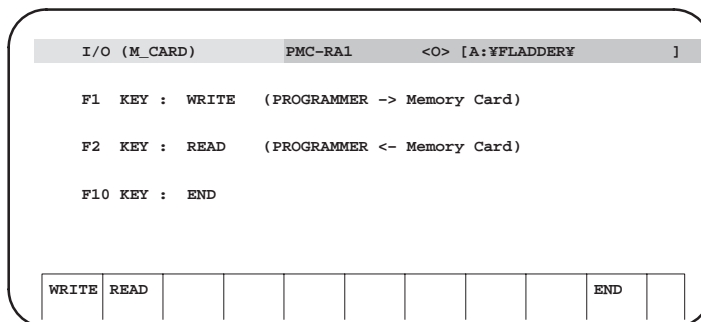 I/O (M_CARD) PMC-RA1 <O> [A:¥FLADDER¥ ]
F1 KEY : WRITE (PROGRAMMER -> Memory Card)
F2 KEY : READ (PROGRAMMER <- Memory Card)
F10 KEY : END
WRITE READ END